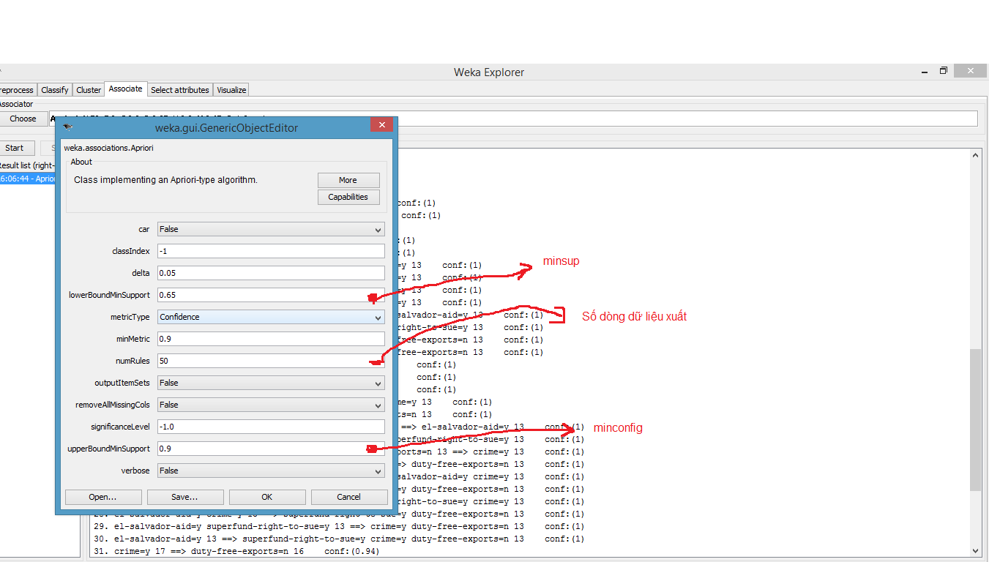 Weka Explorer
reprocess Classify Cluster Associate Select attributes Visualize
Associator
Choose
Start
Result list (right-
6:06:44 - Aprior
weka.gui.GenericObjectEditor
weka.associations.Apriori
About
Class implementing an Apriori-type algorithm.
More
Capabilities
car False
classIndex -1
delta 0.05
lowerBoundMinSupport 0.65
metricType Confidence
minMetric 0.9
numRules 50
outputItemSets False
removeAllMissingCols False
significanceLevel -1.0
upperBoundMinSupport 0.9
verbose False
Open... Save... OK Cancel
conf:(1)
conf:(1)
:(1)
:(1)
=y 13 conf:(1)
=y 13 conf:(1)
=y 13 conf:(1)
=y 13 conf:(1)
salvador-aid=y 13 conf:(1)
right-to-sue=y 13 conf:(1)
free-exports=n 13 conf:(1)
free-exports=n 13 conf:(1)
conf:(1)
conf:(1)
conf:(1)
me=y 13 conf:(1)
ts=n 13 conf:(1)
==> el-salvador-aid=y 13 conf:(1)
perfund-right-to-sue=y 13 conf:(1)
ports=n 13 ==> crime=y 13 conf:(1)
=> duty-free-exports=n 13 conf:(1)
salvador-aid=y crime=y 13 conf:(1)
=y duty-free-exports=n 13 conf:(1)
right-to-sue=y crime=y 13 conf:(1)
=y duty-free-exports=n 13 conf:(1)
29. el-salvador-aid=y superfund-right-to-sue=y 13 ==> crime=y duty-free-exports=n 13 conf:(1)
30. el-salvador-aid=y 13 ==> superfund-right-to-sue=y crime=y duty-free-exports=n 13 conf:(1)
31. crime=y 17 ==> duty-free-exports=n 16 conf:(0.94)
minsup
Số dòng dữ liệu xuất
minconfig